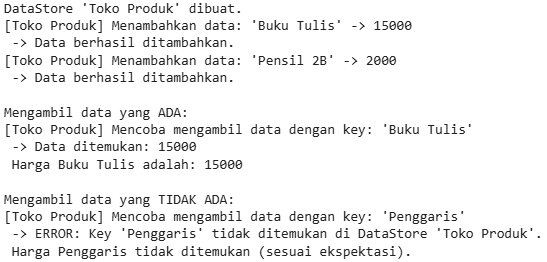 DataStore 'Toko Produk' dibuat.
[Toko Produk] Menambahkan data: 'Buku Tulis' -> 15000
 -> Data berhasil ditambahkan.
[Toko Produk] Menambahkan data: 'Pensil 2B' -> 2000
 -> Data berhasil ditambahkan.

Mengambil data yang ADA:
[Toko Produk] Mencoba mengambil data dengan key: 'Buku Tulis'
 -> Data ditemukan: 15000
 Harga Buku Tulis adalah: 15000

Mengambil data yang TIDAK ADA:
[Toko Produk] Mencoba mengambil data dengan key: 'Penggaris'
 -> ERROR: Key 'Penggaris' tidak ditemukan di DataStore 'Toko Produk'.
 Harga Penggaris tidak ditemukan (sesuai ekspektasi).